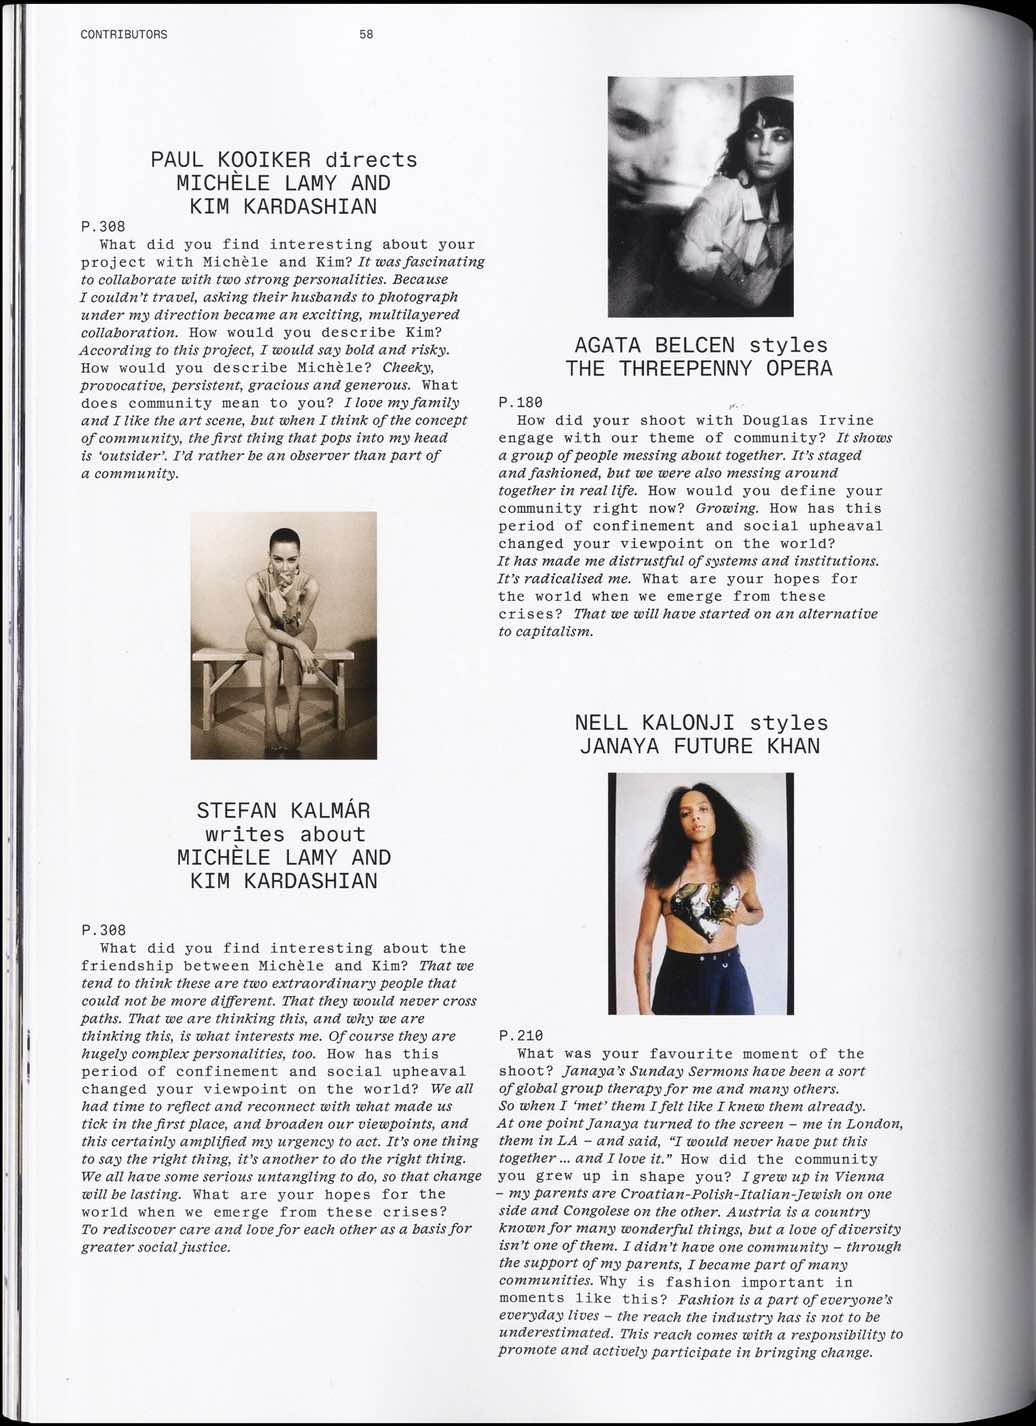 CONTRIBUTORS
58
PAUL KOOIKER directs
MICHÈLE LAMY AND
KIM KARDASHIAN
P.308
What did you find interesting about your
project with Michèle and Kim? It was fascinating
to collaborate with two strong personalities. Because
I couldn't travel, asking their husbands to photograph
under my direction became an exciting, multilayered
collaboration. How would you describe Kim?
According to this project, I would say bold and risky.
How would you describe Michèle? Cheeky,
provocative, persistent, gracious and generous. What
does community mean to you? I love my family
and I like the art scene, but when I think of the concept
of community, the first thing that pops into my head
is ‘outsider’. I'd rather be an observer than part of
a community.
STEFAN KALMÁR
writes about
MICHÈLE LAMY AND
KIM KARDASHIAN
P.308
What did you find interesting about the
friendship between Michèle and Kim? That we
tend to think these are two extraordinary people that
could not be more different. That they would never cross
paths. That we are thinking this, and why we are
thinking this, is what interests me. Of course they are
hugely complex personalities, too. How has this
period of confinement and social upheaval
changed your viewpoint on the world? We all
had time to reflect and reconnect with what made us
tick in the first place, and broaden our viewpoints, and
this certainly amplified my urgency to act. It's one thing
to say the right thing, it's another to do the right thing.
We all have some serious untangling to do, so that change
will be lasting. What are your hopes for the
world when we emerge from these crises?
To rediscover care and love for each other as a basis for
greater social justice.
AGATA BELCEN styles
THE THREEPENNY OPERA
P.180
How did your shoot with Douglas Irvine
engage with our theme of community? It shows
a group of people messing about together. It's staged
and fashioned, but we were also messing around
together in real life. How would you define your
community right now? Growing. How has this
period of confinement and social upheaval
changed your viewpoint on the world?
It has made me distrustful of systems and institutions.
It's radicalised me. What are your hopes for
the world when we emerge from these
crises? That we will have started on an alternative
to capitalism.
NELL KALONJI styles
JANAYA FUTURE KHAN
P.210
What was your favourite moment of the
shoot? Janaya's Sunday Sermons have been a sort
of global group therapy for me and many others.
So when I ‘met’ them I felt like I knew them already.
At one point Janaya turned to the screen – me in London,
them in LA – and said, “I would never have put this
together ... and I love it.” How did the community
you grew up in shape you? I grew up in Vienna
– my parents are Croatian-Polish-Italian-Jewish on one
side and Congolese on the other. Austria is a country
known for many wonderful things, but a love of diversity
isn't one of them. I didn't have one community – through
the support of my parents, I became part of many
communities. Why is fashion important in
moments like this? Fashion is a part of everyone's
everyday lives – the reach the industry has is not to be
underestimated. This reach comes with a responsibility to
promote and actively participate in bringing change.